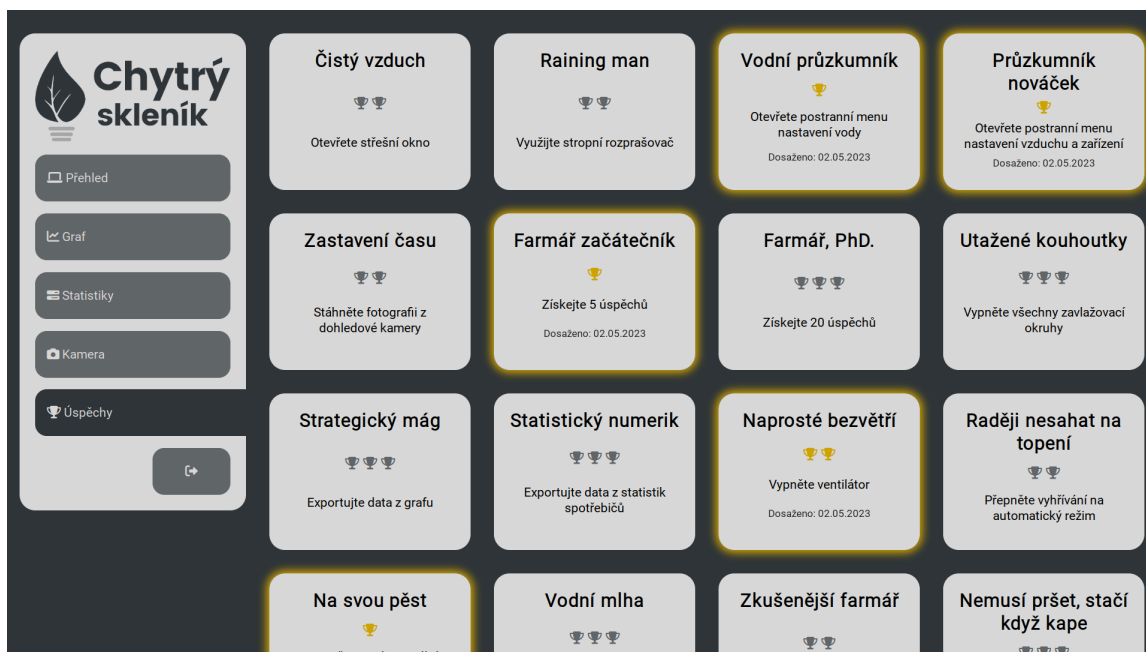 Chytrý
skleník
Přehled
Graf
Statistiky
Kamera
Úspěchy
Čistý vzduch
Otevřete střešní okno
Raining man
Využijte stropní rozprašovač
Vodní průzkumník
Otevřete postranní menu
nastavení vody
Dosaženo: 02.05.2023
Průzkumník
nováček
Otevřete postranní menu
nastavení vzduchu a zařízení
Dosaženo: 02.05.2023
Zastavení času
Stáhněte fotografii z
dohledové kamery
Farmář začátečník
Získejte 5 úspěchů
Dosaženo: 02.05.2023
Farmář, PhD.
Získejte 20 úspěchů
Utažené kouhoutky
Vypněte všechny zavlažovací
okruhy
Strategický mág
Exportujte data z grafu
Statistický numerik
Exportujte data z statistik
spotřebičů
Naprosté bezvětří
Vypněte ventilátor
Dosaženo: 02.05.2023
Raději nesahat na
topení
Přepněte vyhřívání na
automatický režim
Na svou pěst
Vodní mlha
Zkušenější farmář
Nemusí pršet, stačí
když kape